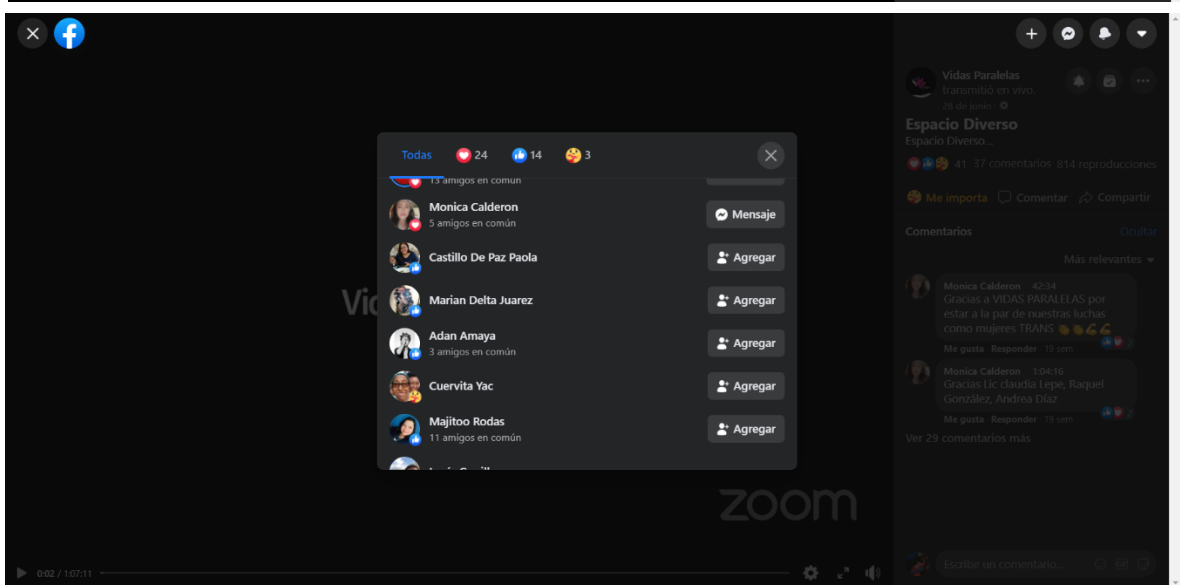 Vidas Paralelas
transmitió en vivo.
28 de junio ·
Espacio Diverso
Espacio Diverso...
41 37 comentarios 814 reproducciones
Me importa Comentar Compartir
Comentarios Ocultar
Más relevantes
Monica Calderon 42:34
Gracias a VIDAS PARALELAS por
estar a la par de nuestras luchas
como mujeres TRANS 👏👏💪💪
Me gusta Responder 19 sem 2
Monica Calderon 1:04:16
Gracias Lic claudia Lepe, Raquel
González, Andrea Díaz
Me gusta Responder 19 sem 2
Ver 29 comentarios más
Escribe un comentario...
Todas 24 14 3
13 amigos en común
Monica Calderon
5 amigos en común
Mensaje
Castillo De Paz Paola
Agregar
Marian Delta Juarez
Agregar
Adan Amaya
3 amigos en común
Agregar
Cuervita Yac
Agregar
Majitoo Rodas
11 amigos en común
Agregar
zoom
0:02 / 1:07:11